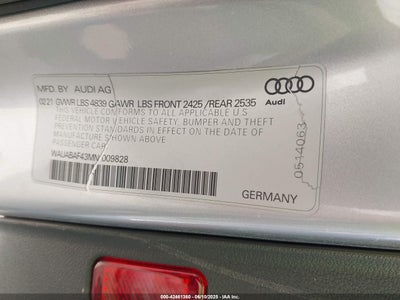 MFD. BY AUDI AG
02/21 GVWR LBS 4839 GAWR LBS FRONT 2425 /REAR 2535
THIS VEHICLE CONFORMS TO ALL APPLICABLE U S
FEDERAL MOTOR VEHICLE SAFETY, BUMPER AND THEFT
PREVENTION STANDARDS IN EFFECT ON THE DATE OF
MANUFACTURE SHOWN ABOVE.
PASSENGER CAR
WAUABAF43MN009828
Audi
0514063
GERMANY
000-42461360 - 06/10/2025 - IAA Inc.